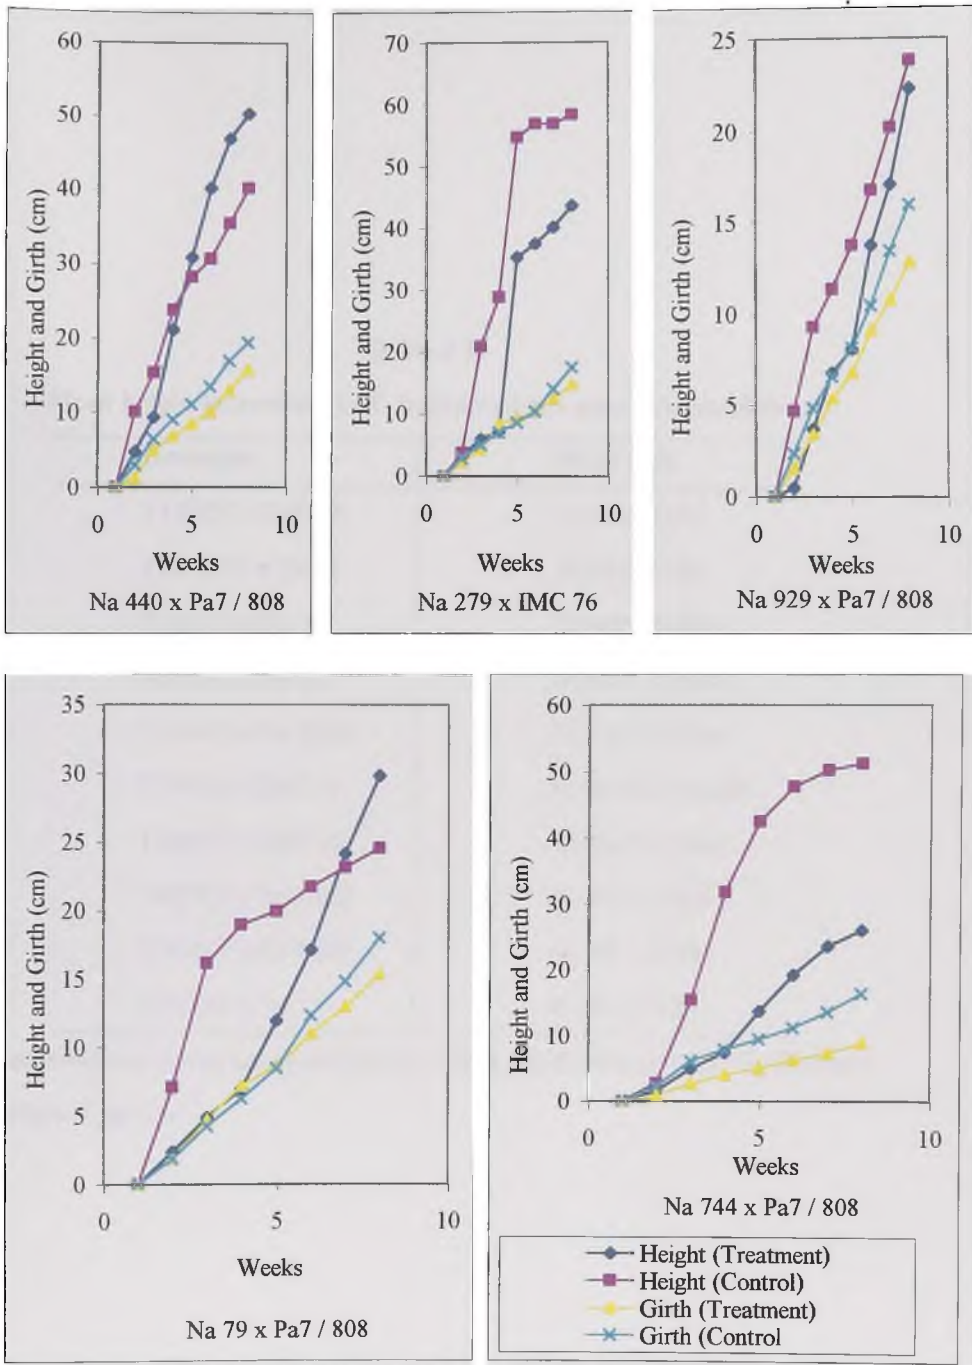 60
50
40
30
20
10
0
Height and Girth (cm)
0 5 10
Weeks
Na 440 x Pa7 / 808
70
60
50
40
30
20
10
0
Height and Girth (cm)
0 5 10
Weeks
Na 279 x IMC 76
25
20
15
10
5
0
Height and Girth (cm)
0 5 10
Weeks
Na 929 x Pa7 / 808
35
30
25
20
15
10
5
0
Height and Girth (cm)
0 5 10
Weeks
Na 79 x Pa7 / 808
60
50
40
30
20
10
0
Height and Girth (cm)
0 5 10
Weeks
Na 744 x Pa7 / 808
Height (Treatment)
Height (Control)
Girth (Treatment)
Girth (Control